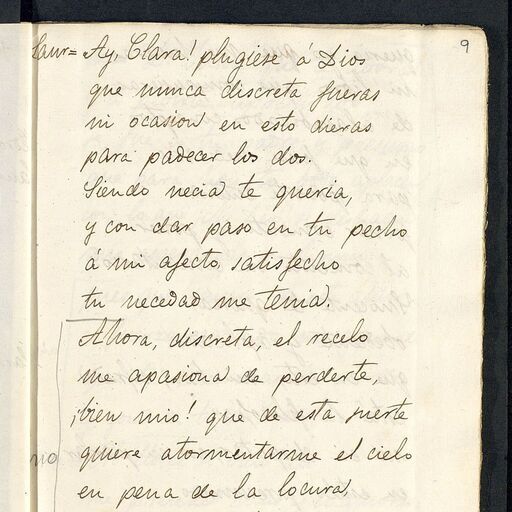 9
Laur= Ay, Clara! plugiese á Dios
que nunca discreta fueras
ni ocasion en esto dieras
para padecer los dos.
Siendo necia te queria,
y con dar paso en tu pecho
á mi afecto, satisfecho
tu necedad me tenia.
Ahora, discreta, el recelo
me apasiona de perderte,
¡bien mio! que de esta suerte
no quiere atormentarme el cielo
en pena de la locura,